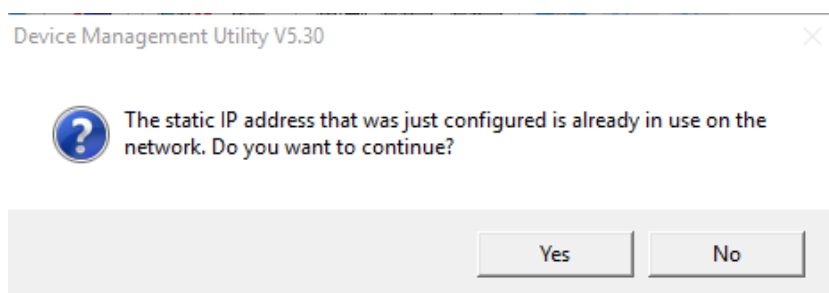 Device Management Utility V5.30
The static IP address that was just configured is already in use on the
network. Do you want to continue?
Yes
No